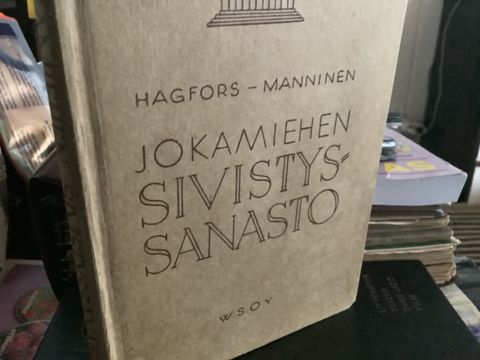 HAGFORS – MANNINEN
JOKAMIEHEN
SIVISTYS-
SANASTO
WSOY